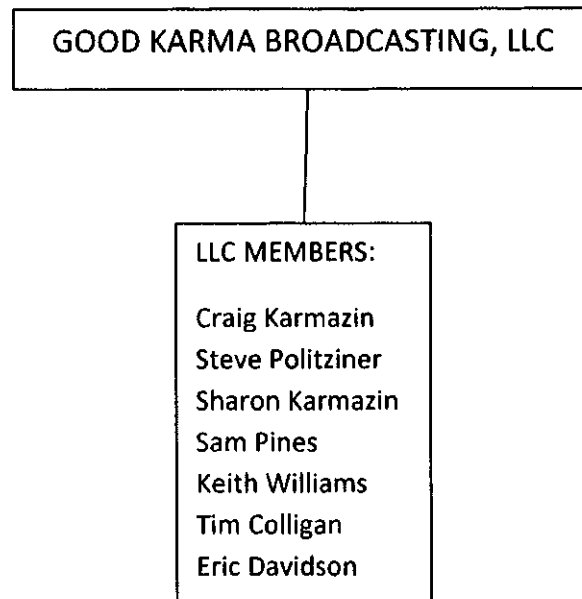 GOOD KARMA BROADCASTING, LLC
LLC MEMBERS:
Craig Karmazin
Steve Politziner
Sharon Karmazin
Sam Pines
Keith Williams
Tim Colligan
Eric Davidson